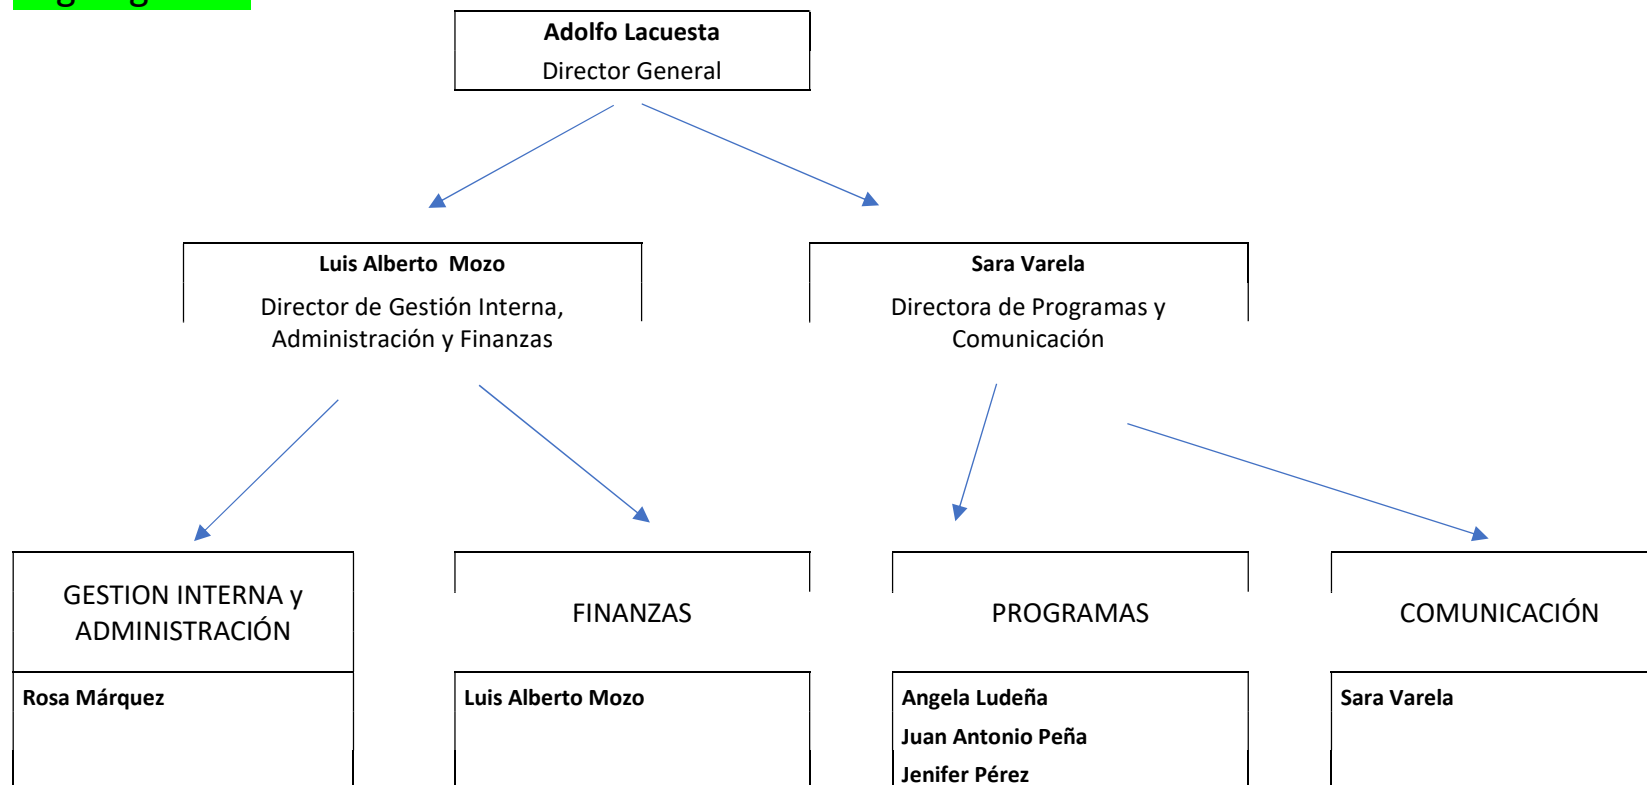 Adolfo Lacuesta
Director General
Luis Alberto Mozo
Director de Gestión Interna,
Administración y Finanzas
Sara Varela
Directora de Programas y
Comunicación
GESTION INTERNA y
ADMINISTRACIÓN
FINANZAS
PROGRAMAS
COMUNICACIÓN
Rosa Márquez
Luis Alberto Mozo
Angela Ludeña
Juan Antonio Peña
Jenifer Pérez
Sara Varela